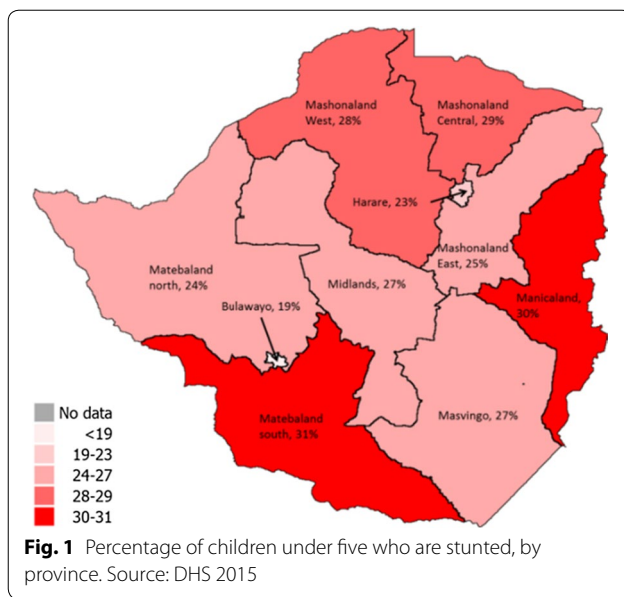 Mashonaland
West, 28%
Mashonaland
Central, 29%
Harare, 23%
Mashonaland
East, 25%
Matebaland
north, 24%
Midlands, 27%
Bulawayo, 19%
Manicaland,
30%
Matebaland
south, 31%
Masvingo, 27%
No data
<19
19-23
24-27
28-29
30-31
Fig. 1 Percentage of children under five who are stunted, by
province. Source: DHS 2015